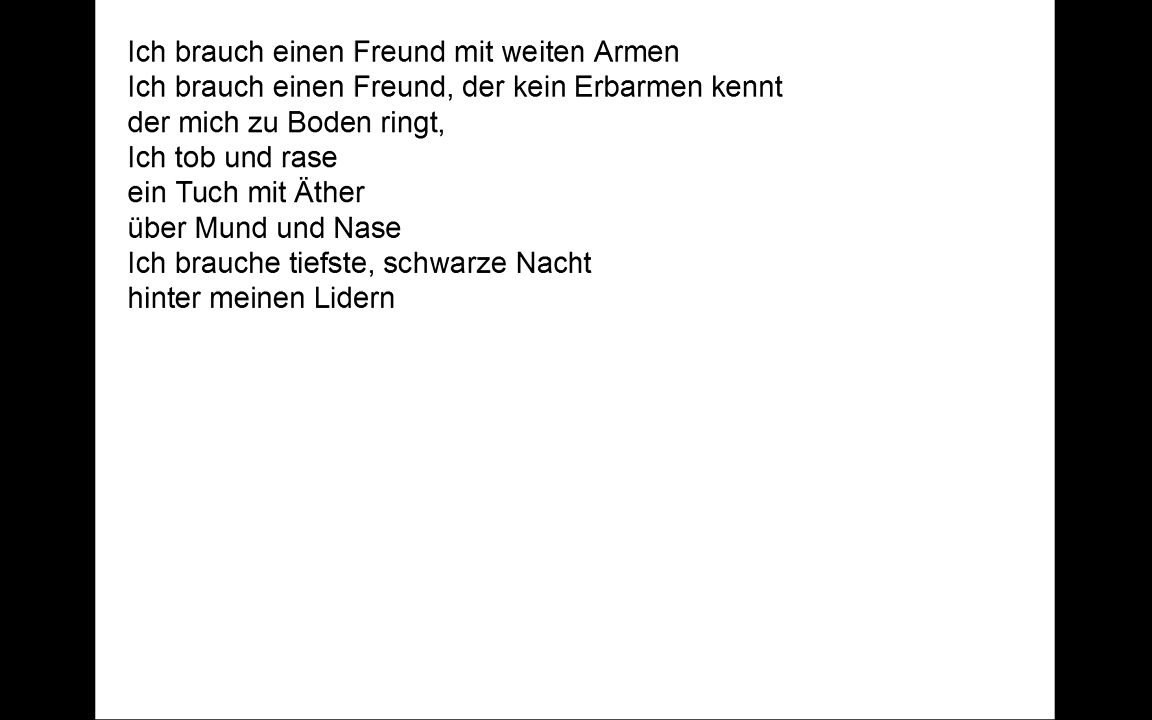 Ich brauch einen Freund mit weiten Armen
Ich brauch einen Freund, der kein Erbarmen kennt
der mich zu Boden ringt,
Ich tob und rase
ein Tuch mit Äther
über Mund und Nase
Ich brauche tiefste, schwarze Nacht
hinter meinen Lidern